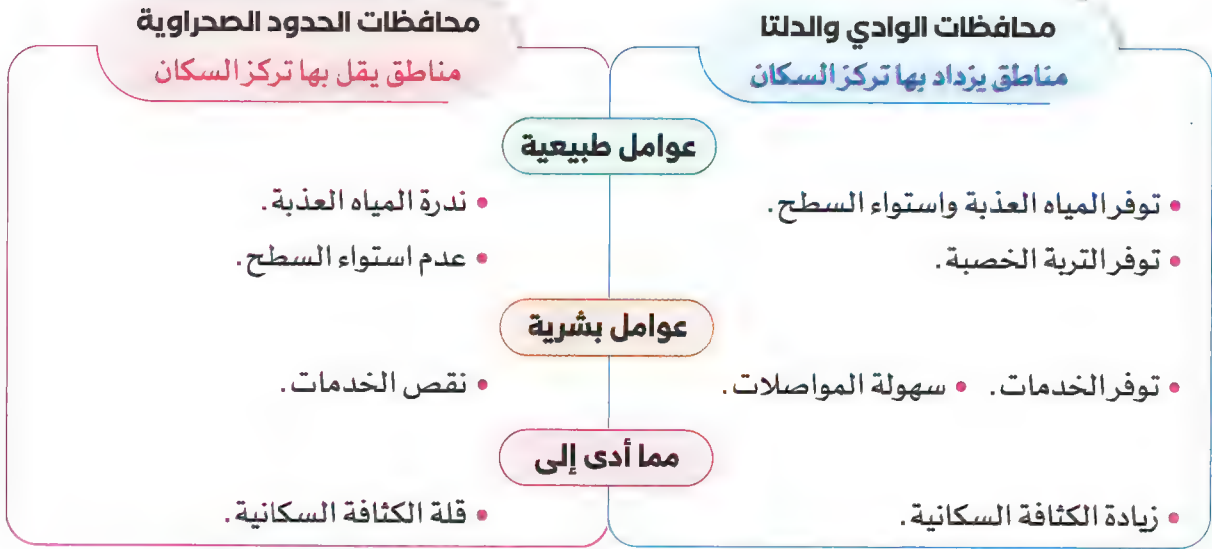 محافظات الوادي والدلتا
مناطق يزداد بها تركز السكان
محافظات الحدود الصحراوية
مناطق يقل بها تركز السكان
عوامل طبيعية
• توفر المياه العذبة واستواء السطح.
• ندرة المياه العذبة.
• توفر التربة الخصبة.
• عدم استواء السطح.
عوامل بشرية
• توفر الخدمات. • سهولة المواصلات.
• نقص الخدمات.
مما أدى إلى
• زيادة الكثافة السكانية.
• قلة الكثافة السكانية.